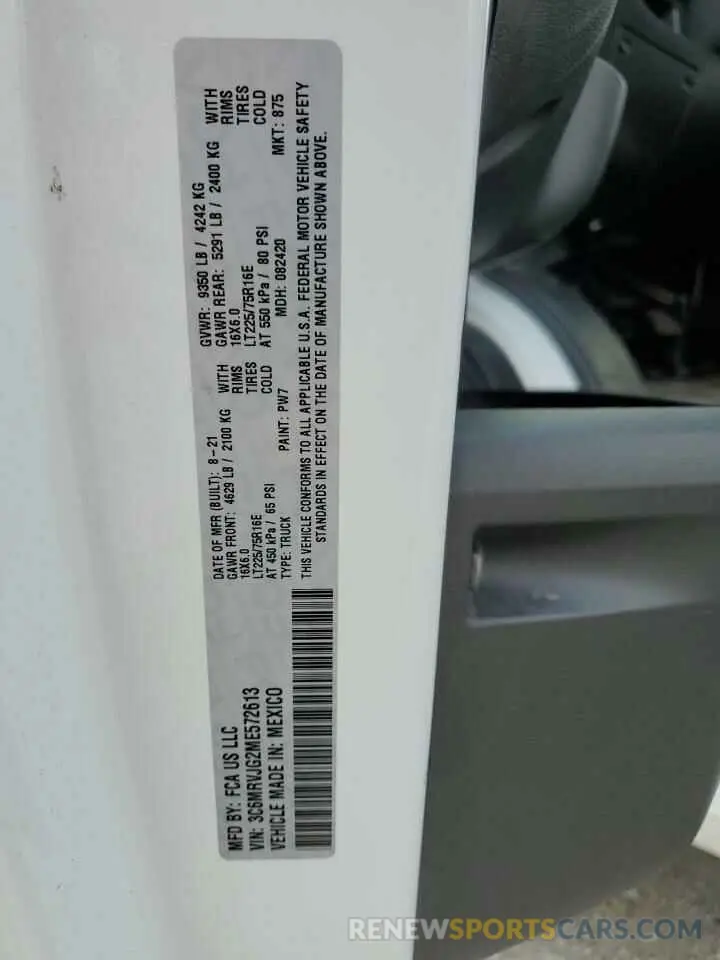 MFD BY: FCA US LLC
VIN: 3C6MRVJG2ME572613
VEHICLE MADE IN: MEXICO
DATE OF MFR (BUILT): 8-21
GAWR FRONT: 4629 LB / 2100 KG WITH
16X6.0 RIMS
LT225/75R16E TIRES
AT 450 kPa / 65 PSI COLD
TYPE: TRUCK PAINT: PW7
GVWR: 9350 LB / 4242 KG
GAWR REAR: 5291 LB / 2400 KG WITH
16X6.0 RIMS
LT225/75R16E TIRES
AT 550 kPa / 80 PSI COLD
MDH: 082420 MKT: 875
THIS VEHICLE CONFORMS TO ALL APPLICABLE U.S.A. FEDERAL MOTOR VEHICLE SAFETY
STANDARDS IN EFFECT ON THE DATE OF MANUFACTURE SHOWN ABOVE.
RENEWSPORTSCARS.COM